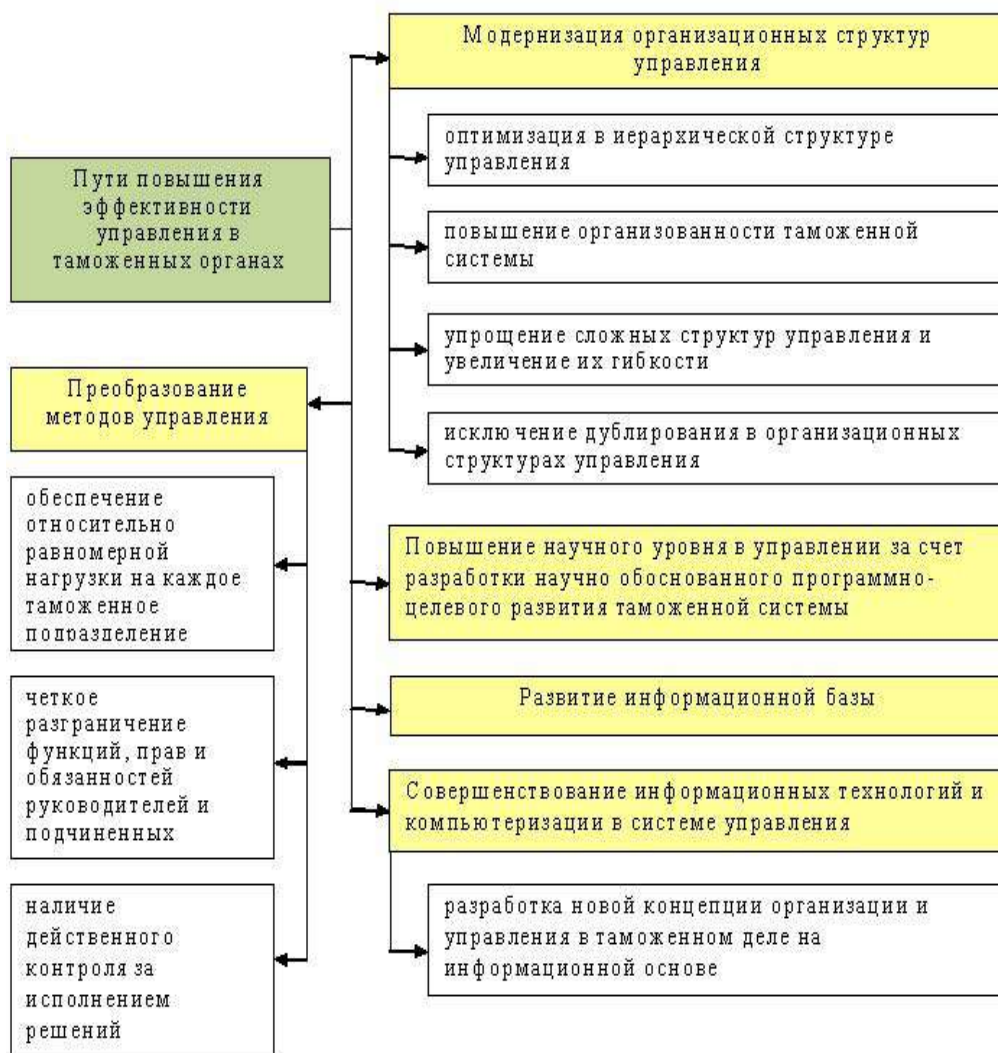 Пути повышения
эффективности
управления в
таможенных органах
Модернизация организационных структур
управления
оптимизация в иерархической структуре
управления
повышение организованности таможенной
системы
упрощение сложных структур управления и
увеличение их гибкости
исключение дублирования в организационных
структурах управления
Преобразование
методов управления
обеспечение
относительно
равномерной
нагрузки на каждое
таможенное
подразделение
четкое
разграничение
функций, прав и
обязанностей
руководителей и
подчиненных
наличие
действенного
контроля за
исполнением
решений
Повышение научного уровня в управлении за счет
разработки научно обоснованного программно-
целевого развития таможенной системы
Развитие информационной базы
Совершенствование информационных технологий и
компьютеризации в системе управления
разработка новой концепции организации и
управления в таможенном деле на
информационной основе